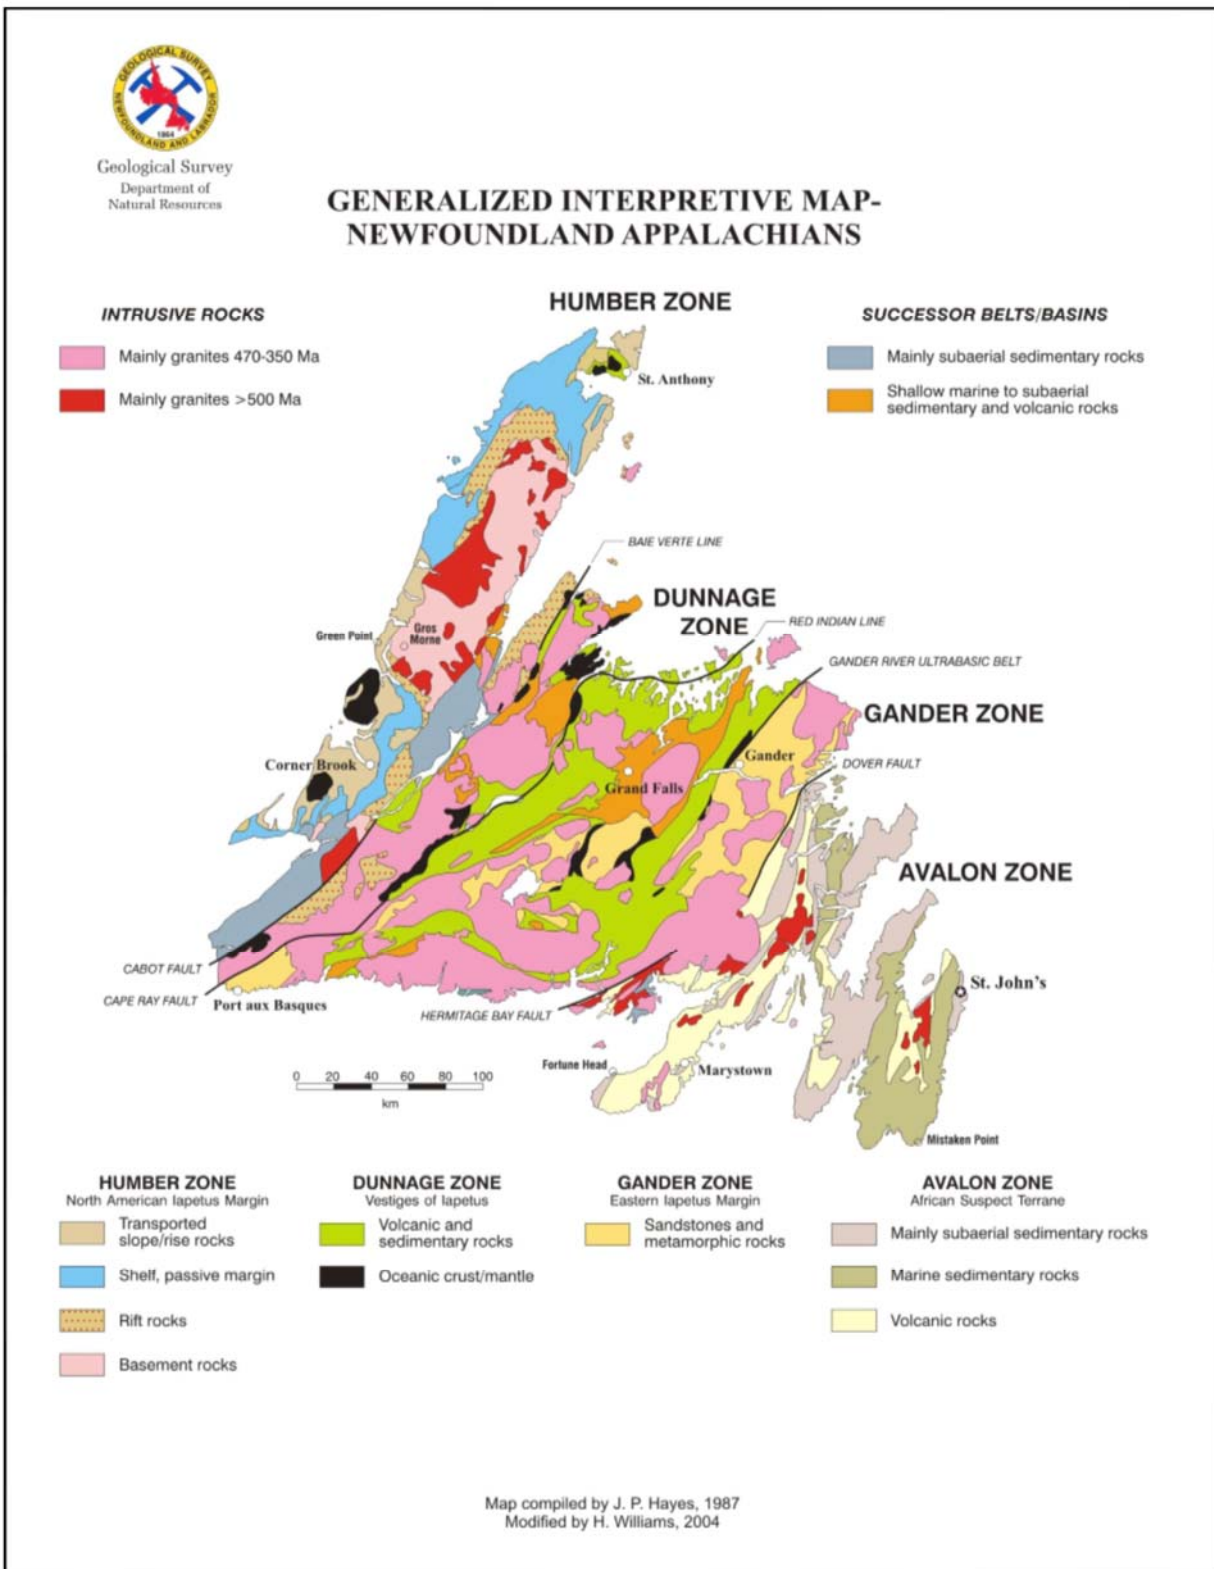 GEOLOGICAL SURVEY
NEWFOUNDLAND AND LABRADOR
1864
Geological Survey
Department of
Natural Resources
GENERALIZED INTERPRETIVE MAP-
NEWFOUNDLAND APPALACHIANS
INTRUSIVE ROCKS
Mainly granites 470-350 Ma
Mainly granites >500 Ma
SUCCESSOR BELTS/BASINS
Mainly subaerial sedimentary rocks
Shallow marine to subaerial
sedimentary and volcanic rocks
HUMBER ZONE
St. Anthony
BAIE VERTE LINE
DUNNAGE
ZONE
RED INDIAN LINE
Green Point
Gros
Morne
GANDER RIVER ULTRABASIC BELT
GANDER ZONE
Corner Brook
Gander
DOVER FAULT
Grand Falls
AVALON ZONE
CABOT FAULT
CAPE RAY FAULT
Port aux Basques
HERMITAGE BAY FAULT
St. John's
Fortune Head
Marystown
0 20 40 60 80 100
km
Mistaken Point
HUMBER ZONE
North American Iapetus Margin
Transported
slope/rise rocks
Shelf, passive margin
Rift rocks
Basement rocks
DUNNAGE ZONE
Vestiges of Iapetus
Volcanic and
sedimentary rocks
Oceanic crust/mantle
GANDER ZONE
Eastern Iapetus Margin
Sandstones and
metamorphic rocks
AVALON ZONE
African Suspect Terrane
Mainly subaerial sedimentary rocks
Marine sedimentary rocks
Volcanic rocks
Map compiled by J. P. Hayes, 1987
Modified by H. Williams, 2004